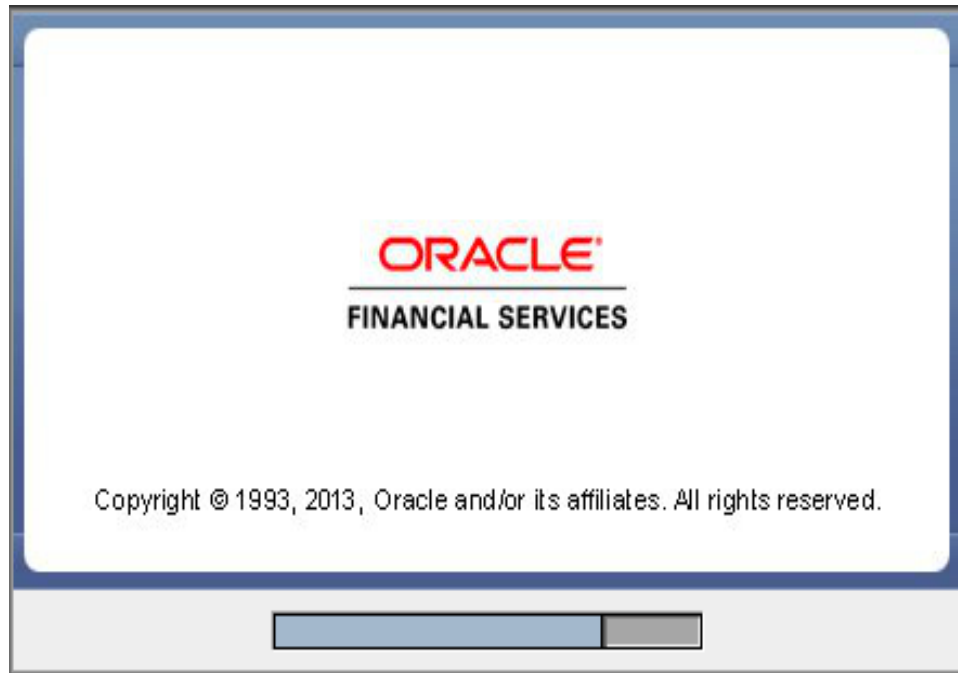 ORACLE®
FINANCIAL SERVICES
Copyright © 1993, 2013, Oracle and/or its affiliates. All rights reserved.